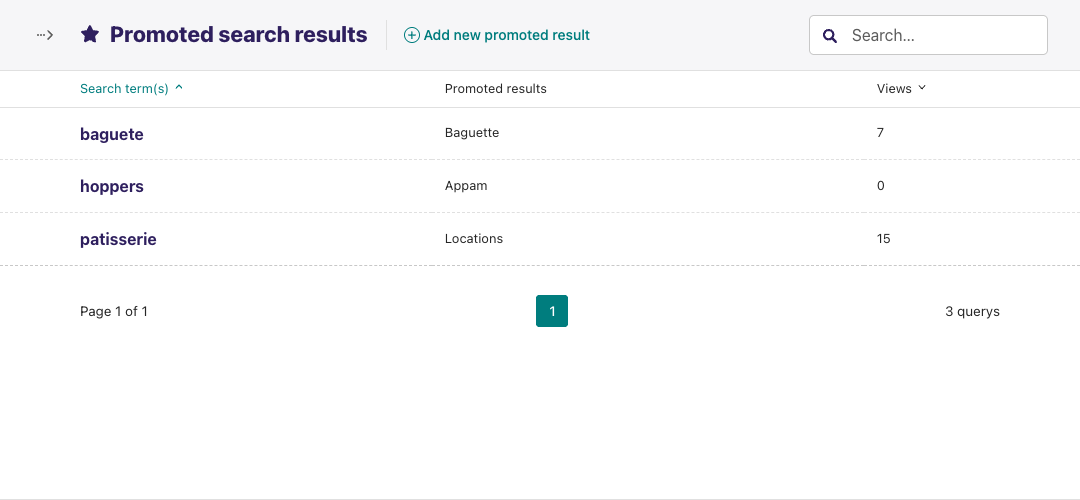 Promoted search results
Add new promoted result
Search...
Search term(s) Promoted results Views
baguete Baguette 7
hoppers Appam 0
patisserie Locations 15
Page 1 of 1 1 3 querys